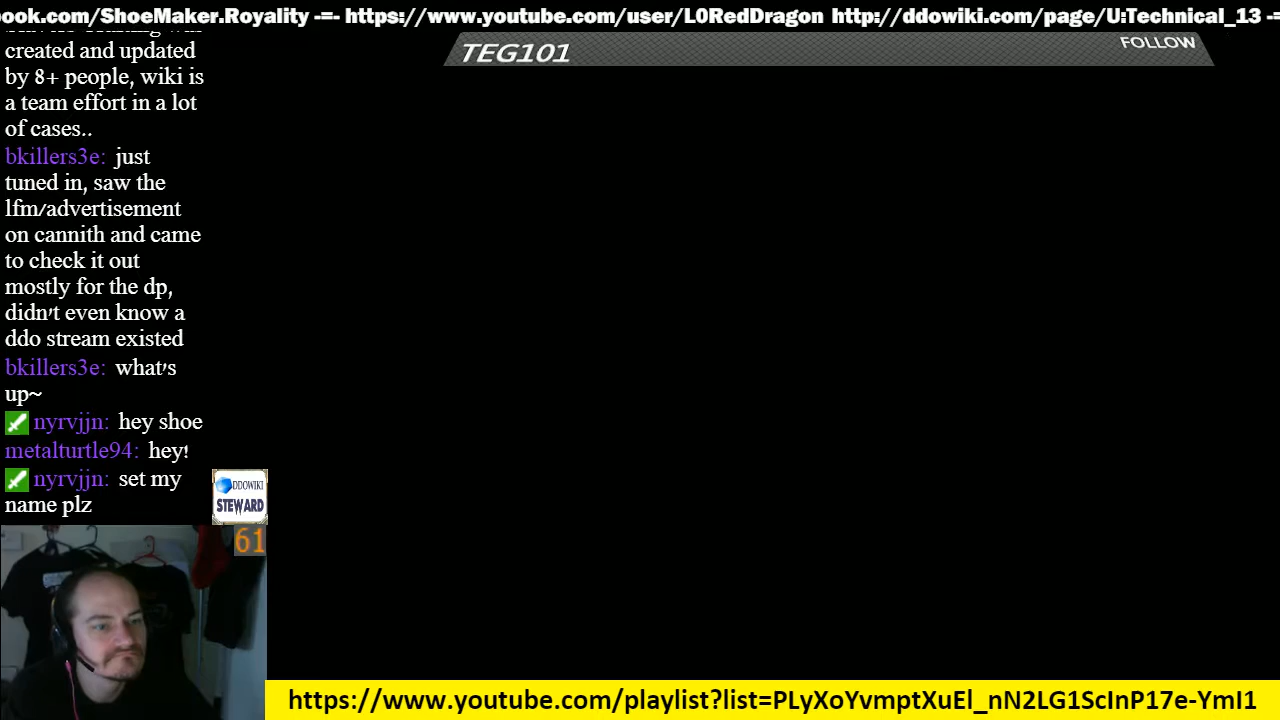 ook.com/ShoeMaker.Royality -=- https://www.youtube.com/user/L0RedDragon http://ddowiki.com/page/U:Technical_13 -=
TEG101
FOLLOW
created and updated
by 8+ people, wiki is
a team effort in a lot
of cases..
bkillers3e: just
tuned in, saw the
lfm/advertisement
on cannith and came
to check it out
mostly for the dp,
didn't even know a
ddo stream existed
bkillers3e: what's
up~
nyrvjjn: hey shoe
metalturtle94: hey!
nyrvjjn: set my
name plz
DDOWIKI
STEWARD
61
https://www.youtube.com/playlist?list=PLyXoYvmptXuEl_nN2LG1ScInP17e-YmI1